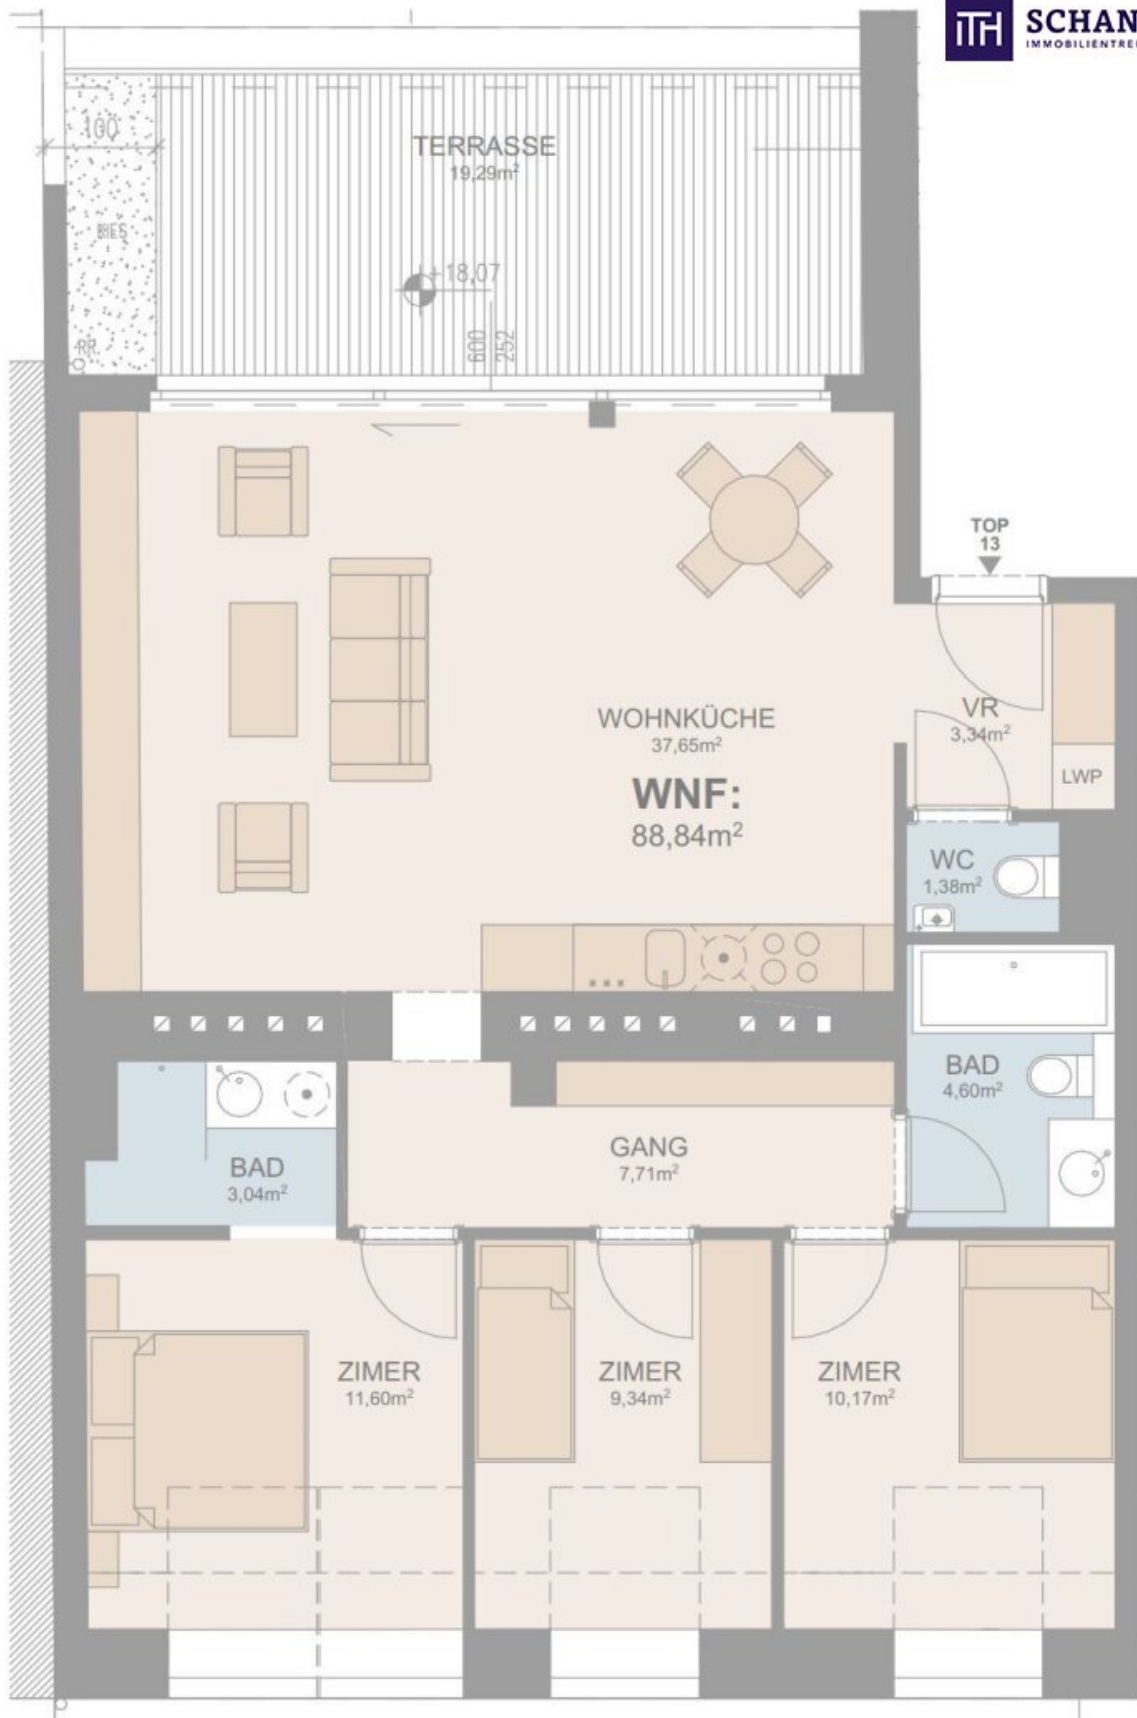 ITH SCHAN
IMMOBILIENTRE
100
TERRASSE
19,29m²
+18,07
600
252
RR.
TOP
13
VR
3,34m²
LWP
WOHNKÜCHE
37,65m²
WNF:
88,84m²
WC
1,38m²
BAD
4,60m²
GANG
7,71m²
BAD
3,04m²
ZIMER
11,60m²
ZIMER
9,34m²
ZIMER
10,17m²